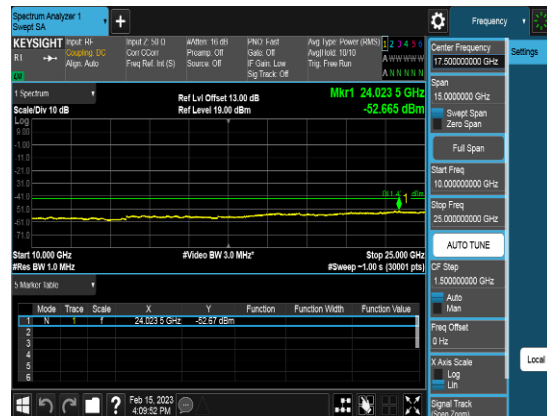 Spectrum Analyzer 1
Swept SA
+
Frequency
KEYSIGHT
R L
Input: RF
Coupling: DC
Align: Auto
Input Z: 50 Ω
Corr CCorr
Freq Ref: Int (S)
#Atten: 16 dB
Preamp: Off
Source: Off
PNO: Fast
Gate: Off
IF Gain: Low
Sig Track: Off
Avg Type: Power (RMS)
Avg|Hold: 10/10
Trig: Free Run
1 2 3 4 5 6
A W W W W W
A N N N N N
Center Frequency
17.500000000 GHz
Settings
Span
15.0000000 GHz
Swept Span
Zero Span
Full Span
Start Freq
10.000000000 GHz
Stop Freq
25.000000000 GHz
AUTO TUNE
CF Step
1.500000000 GHz
Auto
Man
Freq Offset
0 Hz
X Axis Scale
Log
Lin
Signal Track
(Span Zoom)
Local
1 Spectrum
Scale/Div 10 dB
Log
Ref Lvl Offset 13.00 dB
Ref Level 19.00 dBm
Mkr1 24.023 5 GHz
-52.665 dBm
9.00
-1.00
-11.0
-21.0
-31.0
-41.0
-51.0
-61.0
-71.0
1
Start 10.000 GHz
#Res BW 1.0 MHz
#Video BW 3.0 MHz*
Stop 25.000 GHz
#Sweep ~1.00 s (30001 pts)
5 Marker Table
Mode Trace Scale X Y Function Function Width Function Value
1 N 1 f 24.023 5 GHz -52.67 dBm
2
3
4
5
6
?
Feb 15, 2023
4:09:52 PM